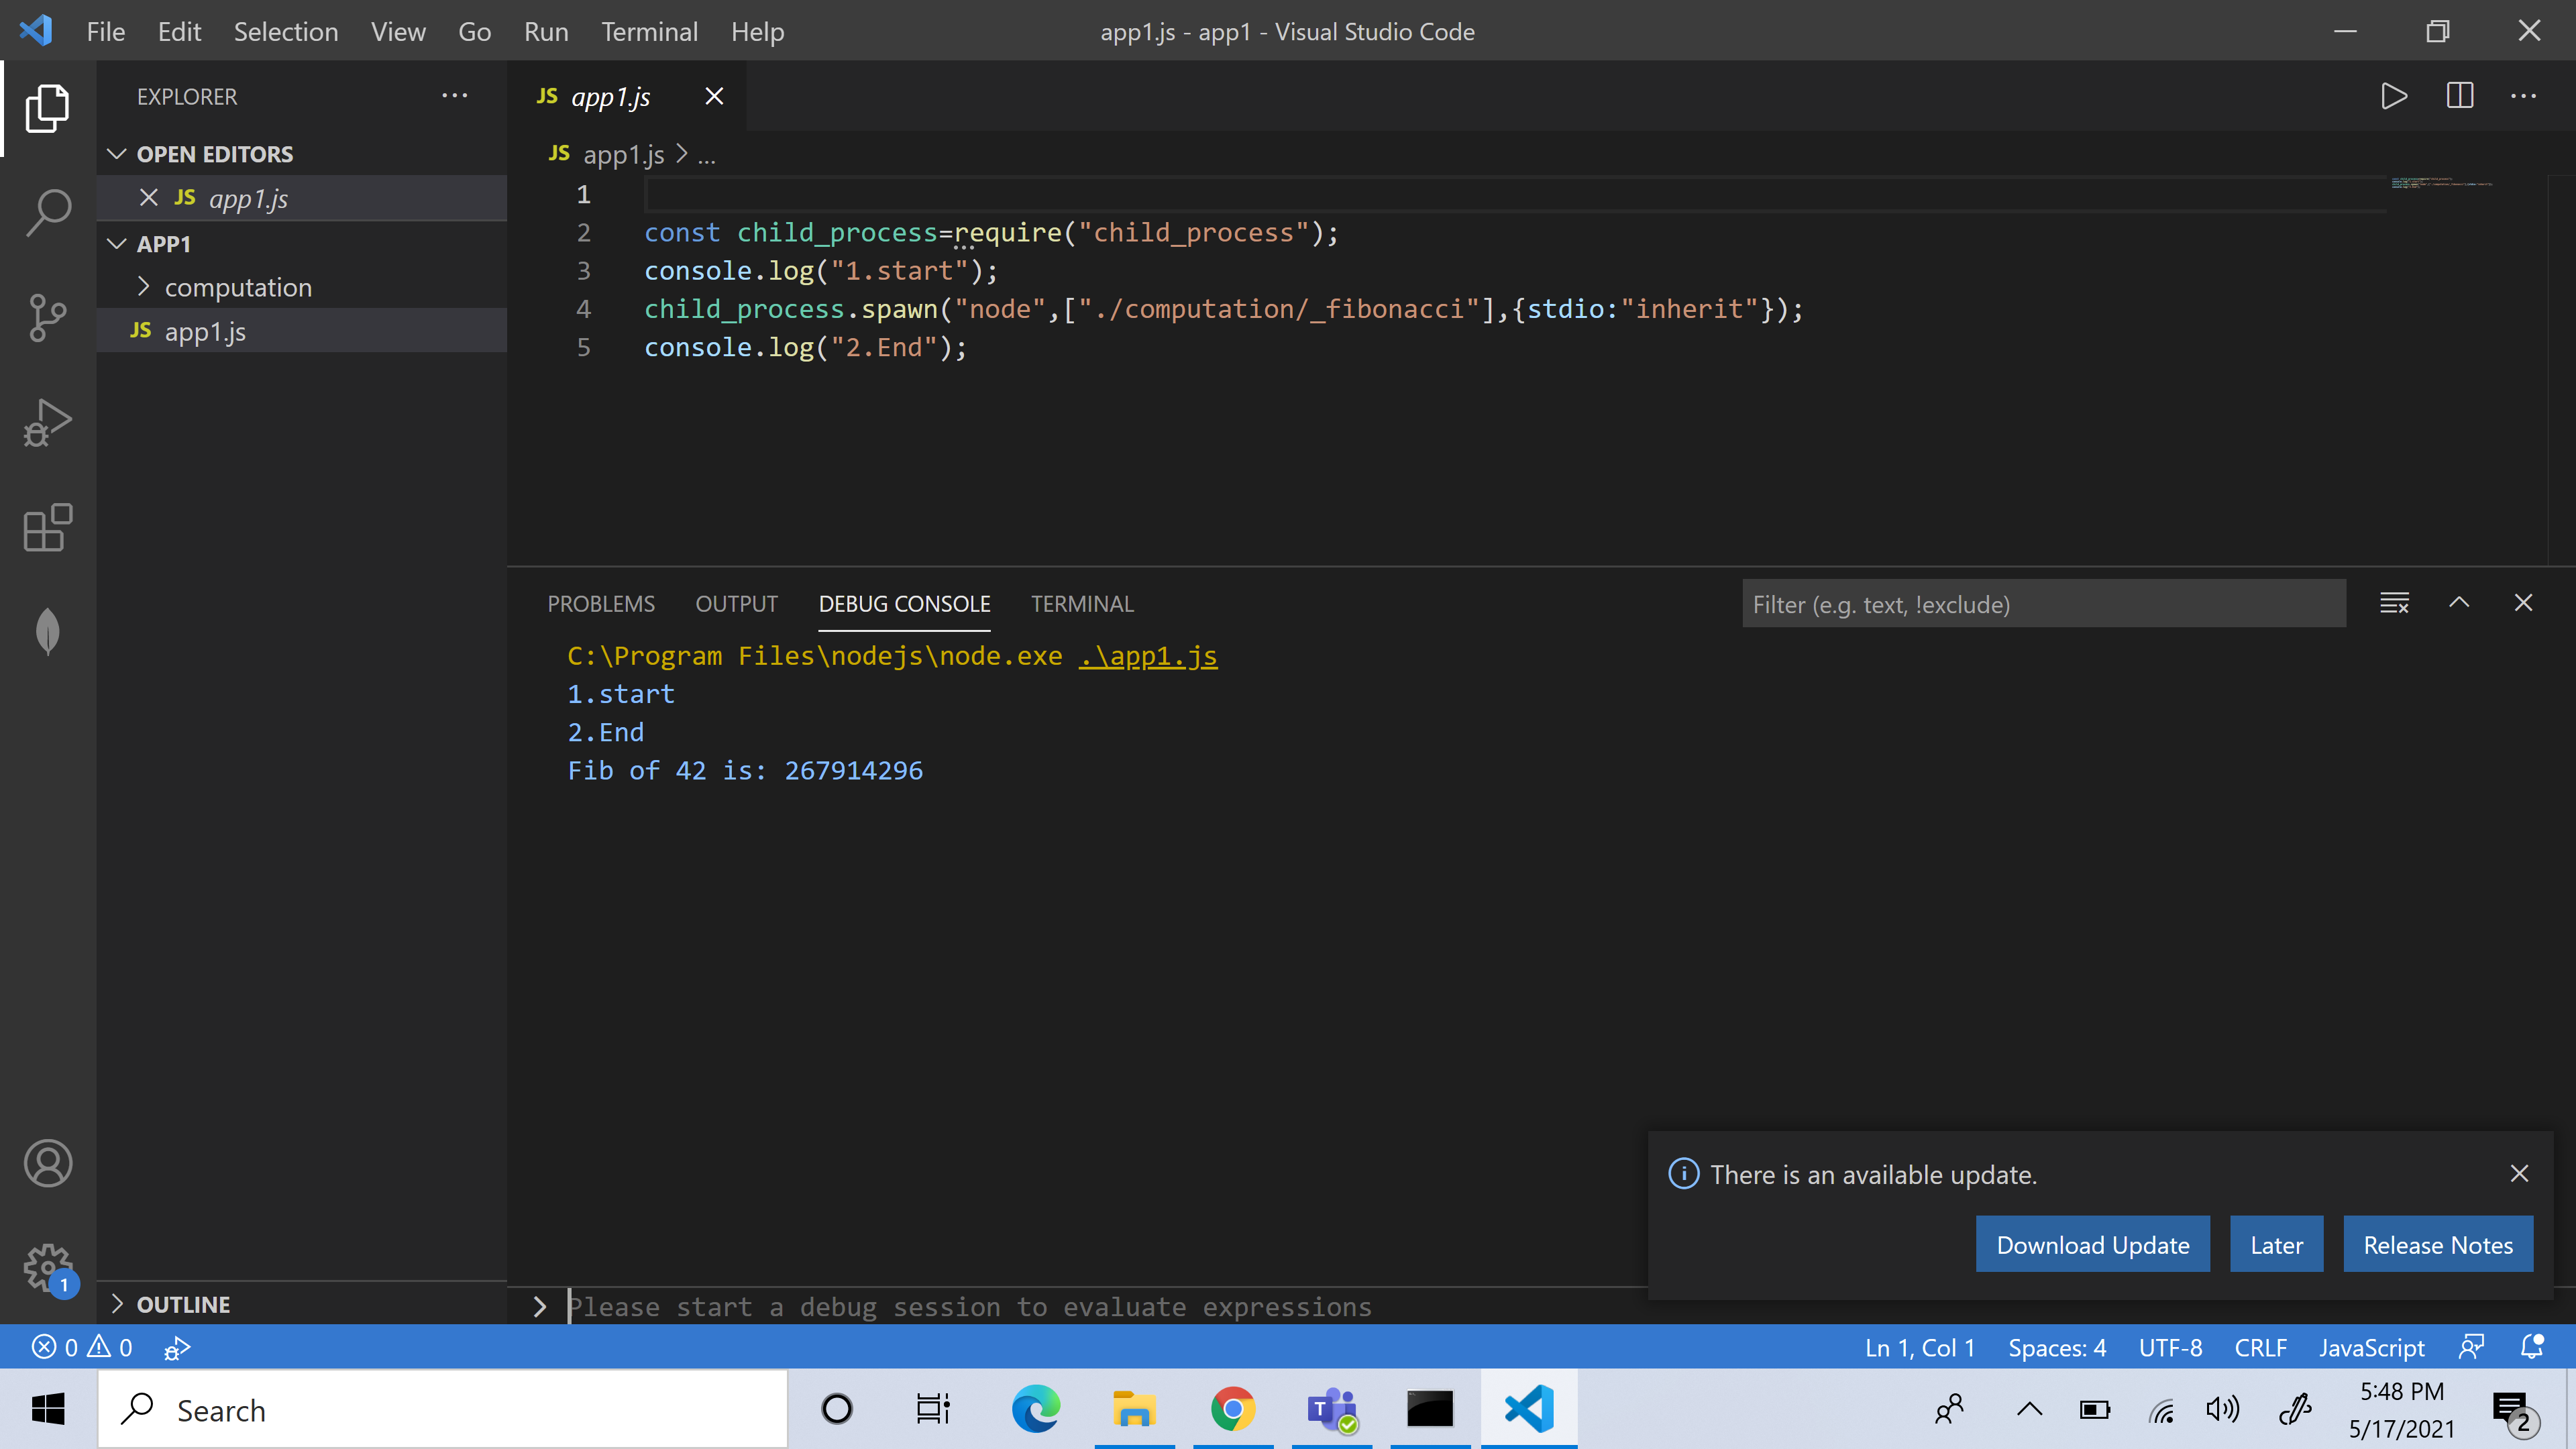 File Edit Selection View Go Run Terminal Help app1.js - app1 - Visual Studio Code
EXPLORER
OPEN EDITORS
JS app1.js
APP1
computation
JS app1.js
OUTLINE
JS app1.js
JS app1.js > ...
1
2 const child_process=require("child_process");
3 console.log("1.start");
4 child_process.spawn("node",["./computation/_fibonacci"],{stdio:"inherit"});
5 console.log("2.End");
PROBLEMS OUTPUT DEBUG CONSOLE TERMINAL Filter (e.g. text, !exclude)
C:\Program Files\nodejs\node.exe .\app1.js
1.start
2.End
Fib of 42 is: 267914296
There is an available update.
Download Update Later Release Notes
Please start a debug session to evaluate expressions
1
0 0 Ln 1, Col 1 Spaces: 4 UTF-8 CRLF JavaScript
Search
T
5:48 PM
5/17/2021
2